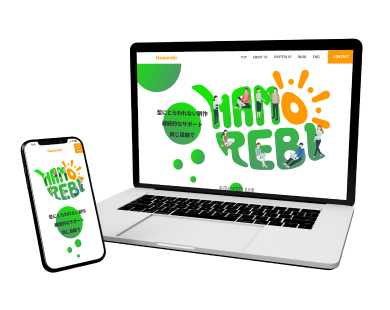 Hamorebi
TOP ABOUT US PORTFOLIO BLOG FAQ CONTACT
HAMO
REBI
型にとらわれない制作
継続的なサポート
同じ目線で
HAMO
REBI
型にとらわれない制作
継続的なサポート
同じ目線で